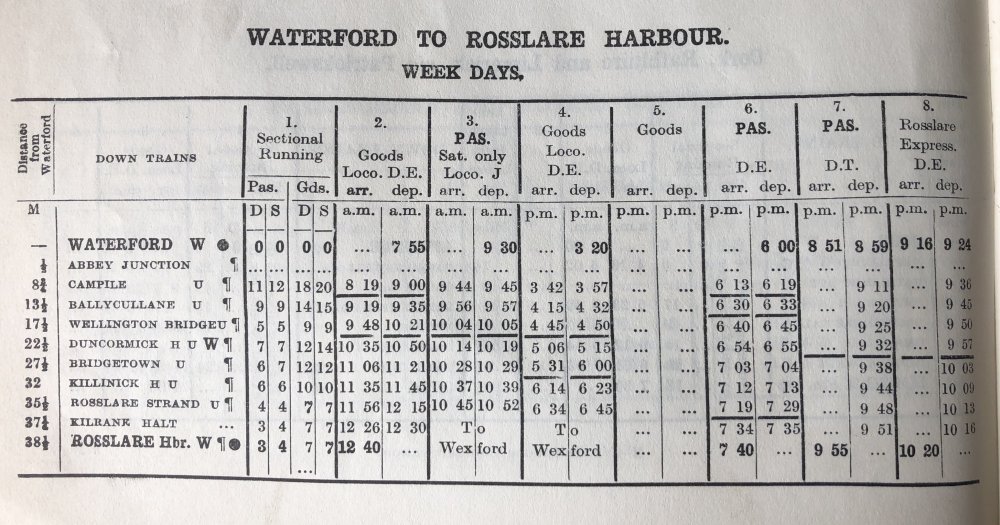 WATERFORD TO ROSSLARE HARBOUR.
WEEK DAYS.
Distance from Waterford | DOWN TRAINS | 1. Sectional Running Pas. Gds. | 2. Goods Loco. D.E. arr. dep. | 3. PAS. Sat. only Loco. J arr. dep. | 4. Goods Loco. D.E. arr. dep. | 5. Goods | 6. PAS. D.E. arr. dep. | 7. PAS. D.T. arr. dep. | 8. Rosslare Express. D.E. arr. dep.
M | D S D S | a.m. a.m. | a.m. a.m. | p.m. p.m. | p.m. p.m. | p.m. p.m. | p.m. p.m. | p.m. p.m.
— WATERFORD W ● 0 0 0 0 ... 7 55 ... 9 30 ... 3 20 ... ... ... 6 00 8 51 8 59 9 16 9 24
½ ABBEY JUNCTION ¶ ... ... ... ... ... ... ... ... ... ... ... ... ... ... ... ... ... ...
8¾ CAMPILE U ¶ 11 12 18 20 8 19 9 00 9 44 9 45 3 42 3 57 ... ... 6 13 6 19 ... 9 11 ... 9 36
13½ BALLYCULLANE U ¶ 9 9 14 15 9 19 9 35 9 56 9 57 4 15 4 32 ... ... 6 30 6 33 ... 9 20 ... 9 45
17½ WELLINGTON BRIDGE U ¶ 5 5 9 9 9 48 10 21 10 04 10 05 4 45 4 50 ... ... 6 40 6 45 ... 9 25 ... 9 50
22½ DUNCORMICK H U W ¶ 7 7 12 14 10 35 10 50 10 14 10 19 5 06 5 15 ... ... 6 54 6 55 ... 9 32 ... 9 57
27½ BRIDGETOWN U ¶ 6 7 12 12 11 06 11 21 10 28 10 29 5 31 6 00 ... ... 7 03 7 04 ... 9 38 ... 10 03
32 KILLINICK H U ¶ 6 6 10 10 11 35 11 45 10 37 10 39 6 14 6 23 ... ... 7 12 7 13 ... 9 44 ... 10 09
35½ ROSSLARE STRAND U ¶ 4 4 7 7 11 56 12 15 10 45 10 52 6 34 6 45 ... ... 7 19 7 29 ... 9 48 ... 10 13
37½ KILRANE HALT ... 3 4 7 7 12 26 12 30 To To ... ... 7 34 7 35 ... 9 51 ... 10 16
38½ ROSSLARE Hbr. W ¶ ● 3 4 7 7 12 40 ... Wexford Wexford ... ... 7 40 ... 9 55 ... 10 20 ...
...